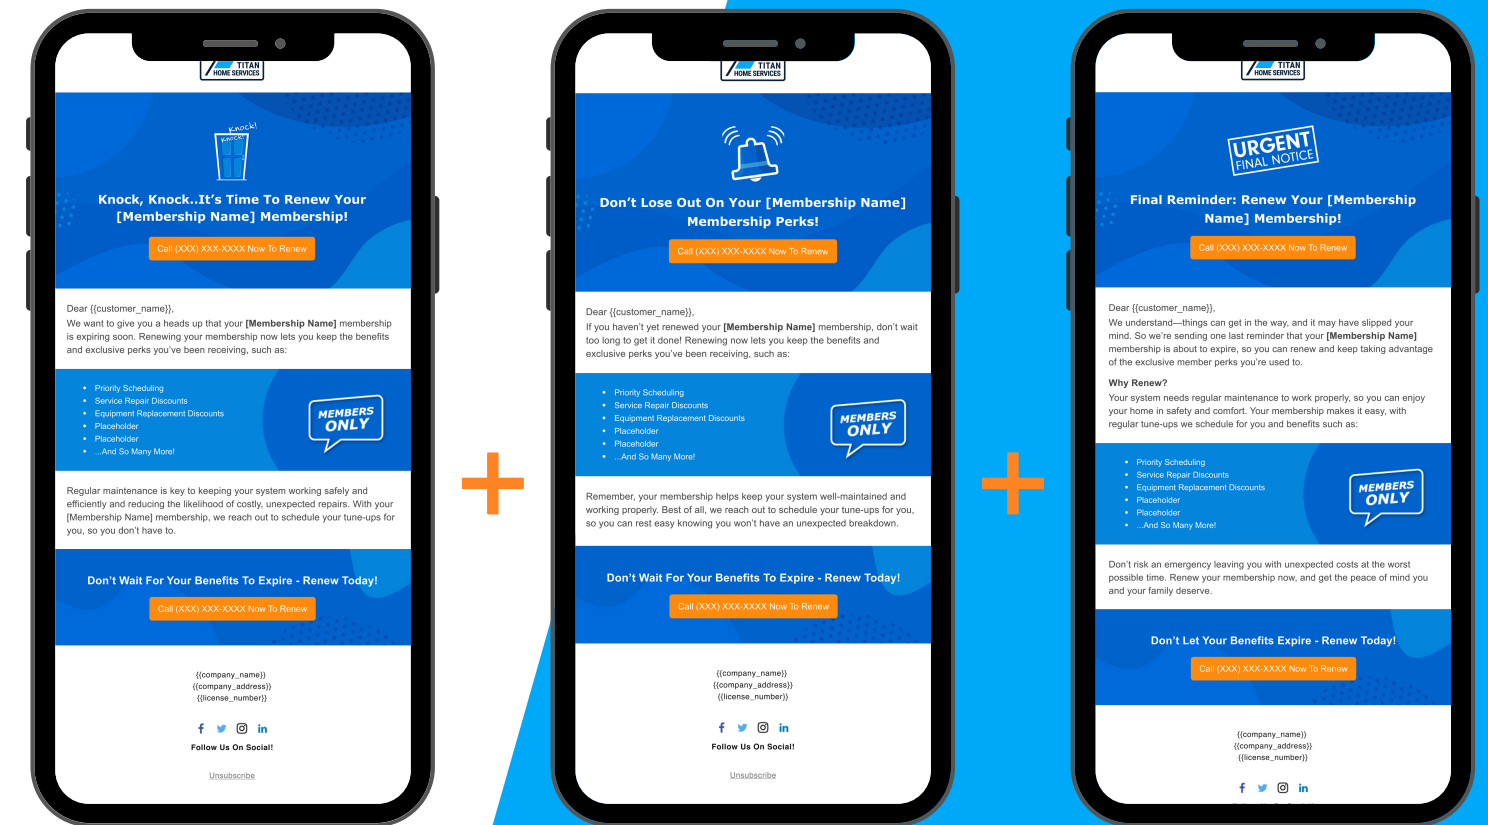 TITAN
HOME SERVICES
Knock!
Knock!
Knock, Knock..It’s Time To Renew Your
[Membership Name] Membership!
Call (XXX) XXX-XXXX Now To Renew
Dear {{customer_name}},
We want to give you a heads up that your [Membership Name] membership
is expiring soon. Renewing your membership now lets you keep the benefits
and exclusive perks you’ve been receiving, such as:
• Priority Scheduling
• Service Repair Discounts
• Equipment Replacement Discounts
• Placeholder
• Placeholder
• ...And So Many More!
MEMBERS
ONLY
Regular maintenance is key to keeping your system working safely and
efficiently and reducing the likelihood of costly, unexpected repairs. With your
[Membership Name] membership, we reach out to schedule your tune-ups for
you, so you don’t have to.
Don’t Wait For Your Benefits To Expire - Renew Today!
Call (XXX) XXX-XXXX Now To Renew
{{company_name}}
{{company_address}}
{{license_number}}
Follow Us On Social!
Unsubscribe
TITAN
HOME SERVICES
Don’t Lose Out On Your [Membership Name]
Membership Perks!
Call (XXX) XXX-XXXX Now To Renew
Dear {{customer_name}},
If you haven’t yet renewed your [Membership Name] membership, don’t wait
too long to get it done! Renewing now lets you keep the benefits and
exclusive perks you’ve been receiving, such as:
• Priority Scheduling
• Service Repair Discounts
• Equipment Replacement Discounts
• Placeholder
• Placeholder
• ...And So Many More!
MEMBERS
ONLY
Remember, your membership helps keep your system well-maintained and
working properly. Best of all, we reach out to schedule your tune-ups for you,
so you can rest easy knowing you won’t have an unexpected breakdown.
Don’t Wait For Your Benefits To Expire - Renew Today!
Call (XXX) XXX-XXXX Now To Renew
{{company_name}}
{{company_address}}
{{license_number}}
Follow Us On Social!
Unsubscribe
TITAN
HOME SERVICES
URGENT
FINAL NOTICE
Final Reminder: Renew Your [Membership
Name] Membership!
Call (XXX) XXX-XXXX Now To Renew
Dear {{customer_name}},
We understand—things can get in the way, and it may have slipped your
mind. So we’re sending one last reminder that your [Membership Name]
membership is about to expire, so you can renew and keep taking advantage
of the exclusive member perks you’re used to.
Why Renew?
Your system needs regular maintenance to work properly, so you can enjoy
your home in safety and comfort. Your membership makes it easy, with
regular tune-ups we schedule for you and benefits such as:
• Priority Scheduling
• Service Repair Discounts
• Equipment Replacement Discounts
• Placeholder
• Placeholder
• ...And So Many More!
MEMBERS
ONLY
Don’t risk an emergency leaving you with unexpected costs at the worst
possible time. Renew your membership now, and get the peace of mind you
and your family deserve.
Don’t Let Your Benefits Expire - Renew Today!
Call (XXX) XXX-XXXX Now To Renew
{{company_name}}
{{company_address}}
{{license_number}}